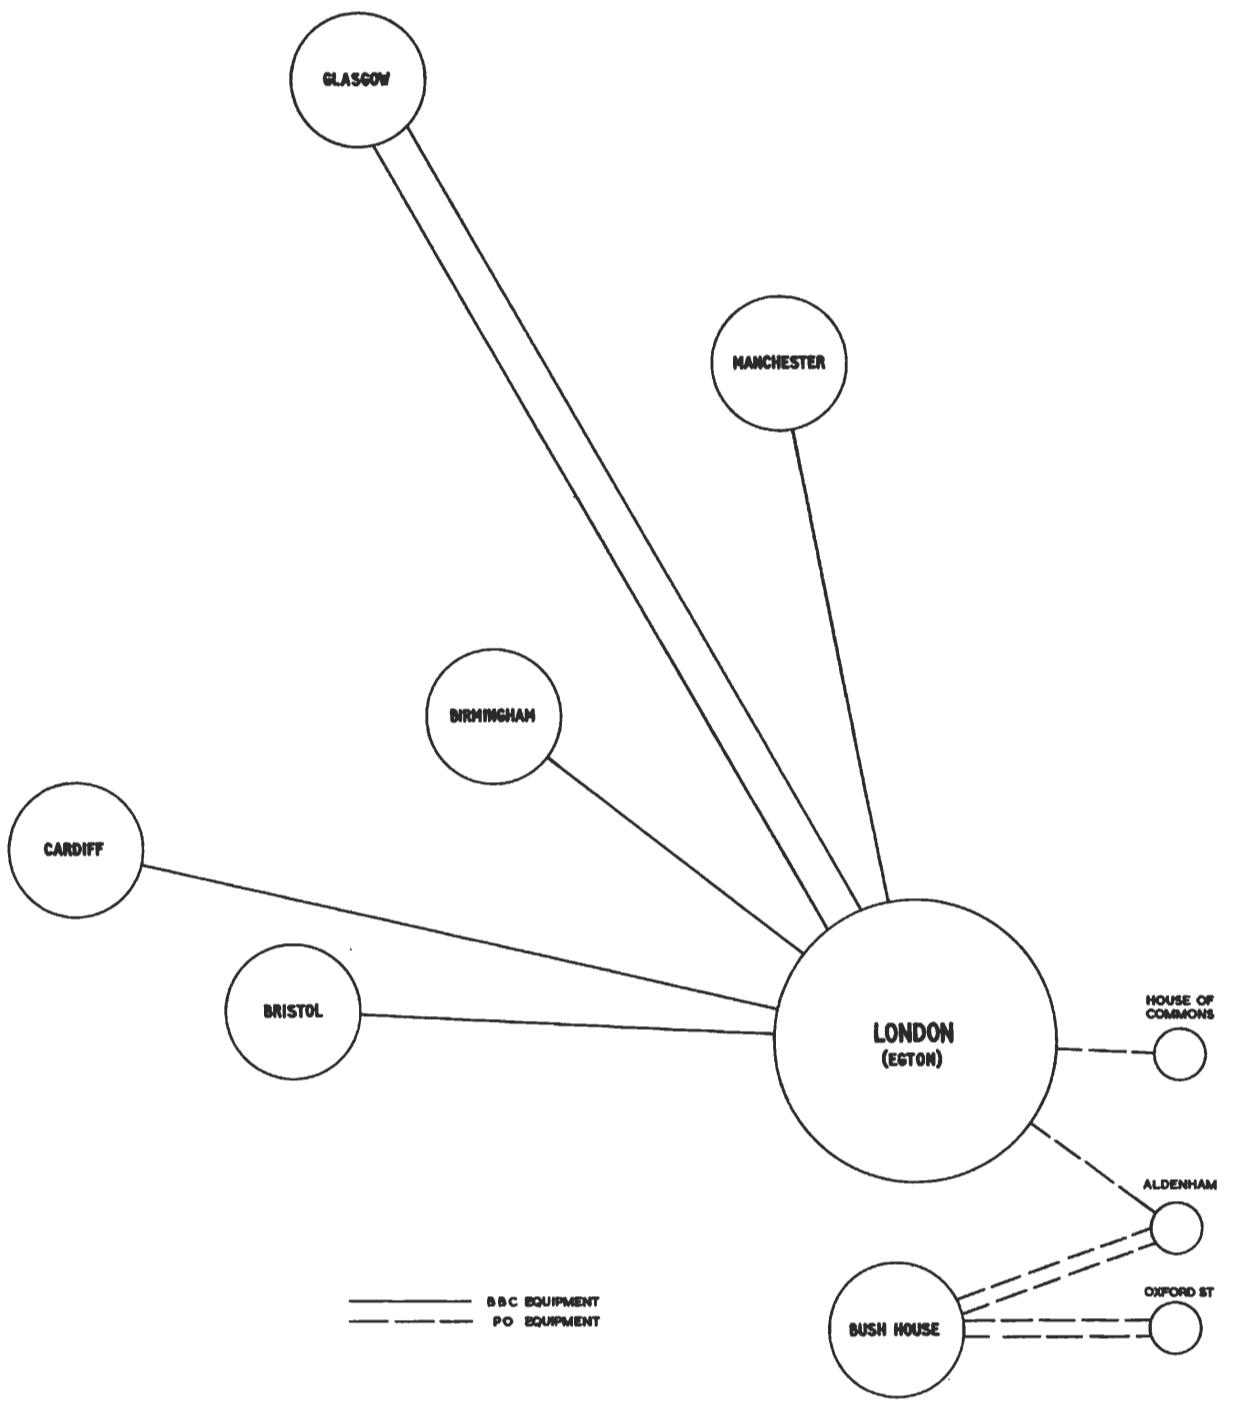 GLASGOW
MANCHESTER
BIRMINGHAM
CARDIFF
BRISTOL
LONDON
(EGTON)
HOUSE OF
COMMONS
ALDENHAM
OXFORD ST
BUSH HOUSE
BBC EQUIPMENT
PO EQUIPMENT